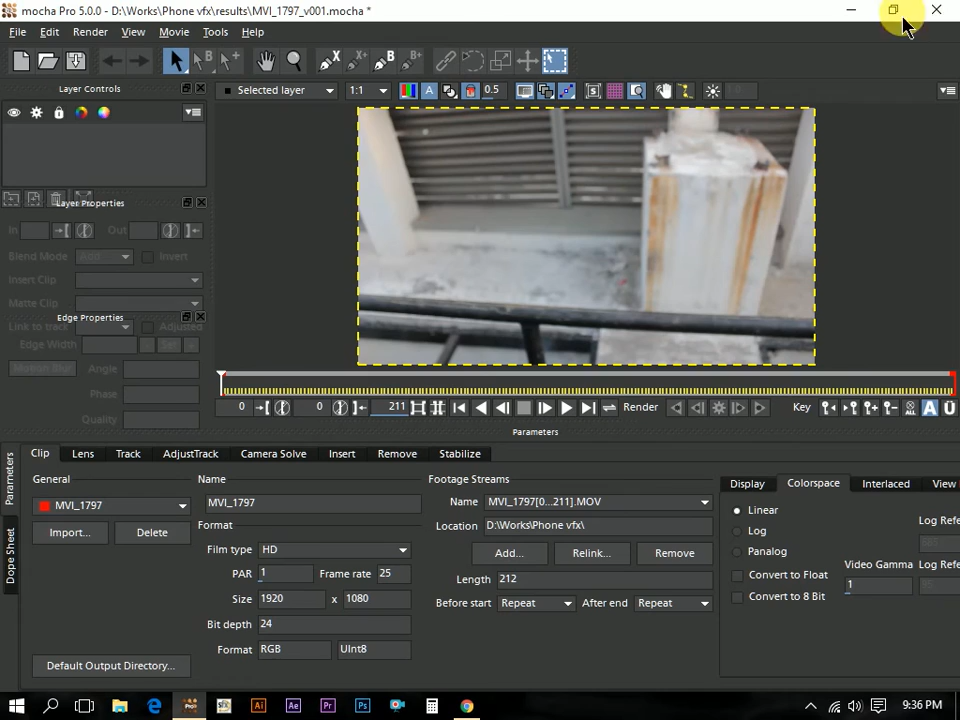 mocha Pro 5.0.0 - D:\Works\Phone vfx\results\MVI_1797_v001.mocha *
File Edit Render View Movie Tools Help
Layer Controls
Selected layer 1:1 A 0.5
Layer Properties
In Out
Blend Mode Add Invert
Insert Clip
Matte Clip
Link to track Adjusted
Edge Properties
Edge Width - Set +
Motion Blur Angle
Phase
Quality
0 0 211 Render Key A Ü
Parameters
Parameters
Dope Sheet
Clip Lens Track AdjustTrack Camera Solve Insert Remove Stabilize
General
MVI_1797
Import... Delete
Default Output Directory...
Name
MVI_1797
Format
Film type HD
PAR 1 Frame rate 25
Size 1920 x 1080
Bit depth 24
Format RGB UInt8
Footage Streams
Name MVI_1797[0...211].MOV
Location D:\Works\Phone vfx\
Add... Relink... Remove
Length 212
Before start Repeat After end Repeat
Display Colorspace Interlaced View
Linear
Log
Panalog
Convert to Float
Convert to 8 Bit
Log Refe
Video Gamma Log Refe
1
Ai Ae Pr Ps
9:36 PM